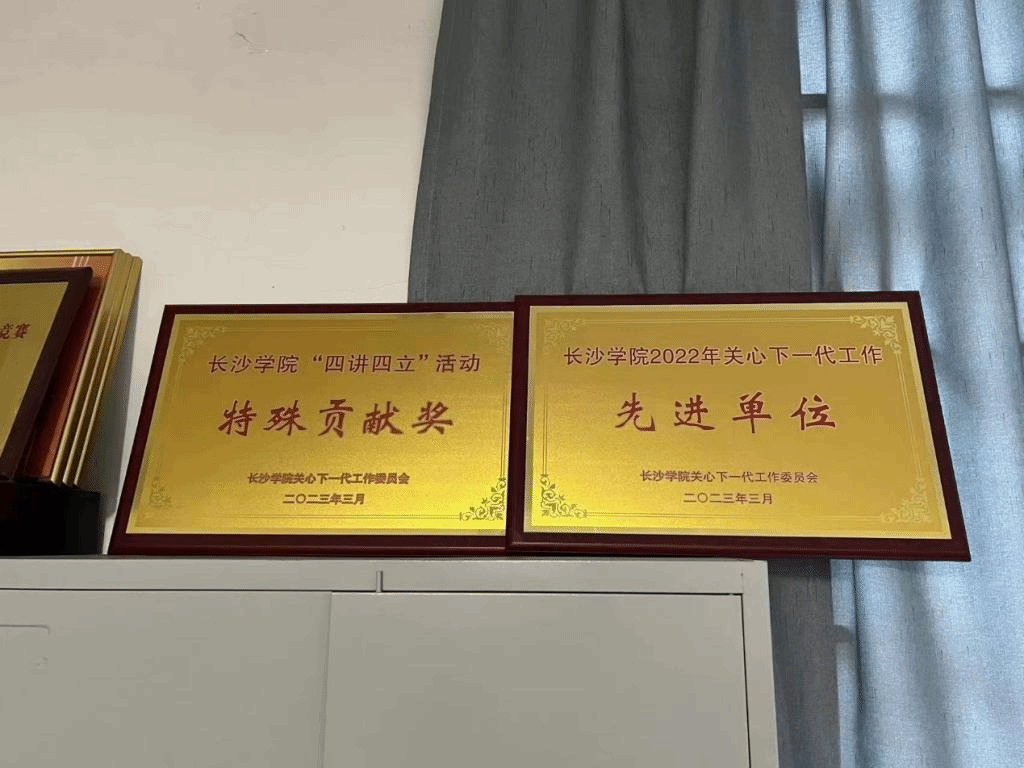 竞赛
长沙学院“四讲四立”活动
特殊贡献奖
长沙学院关心下一代工作委员会
二〇二三年三月
长沙学院2022年关心下一代工作
先进单位
长沙学院关心下一代工作委员会
二〇二三年三月